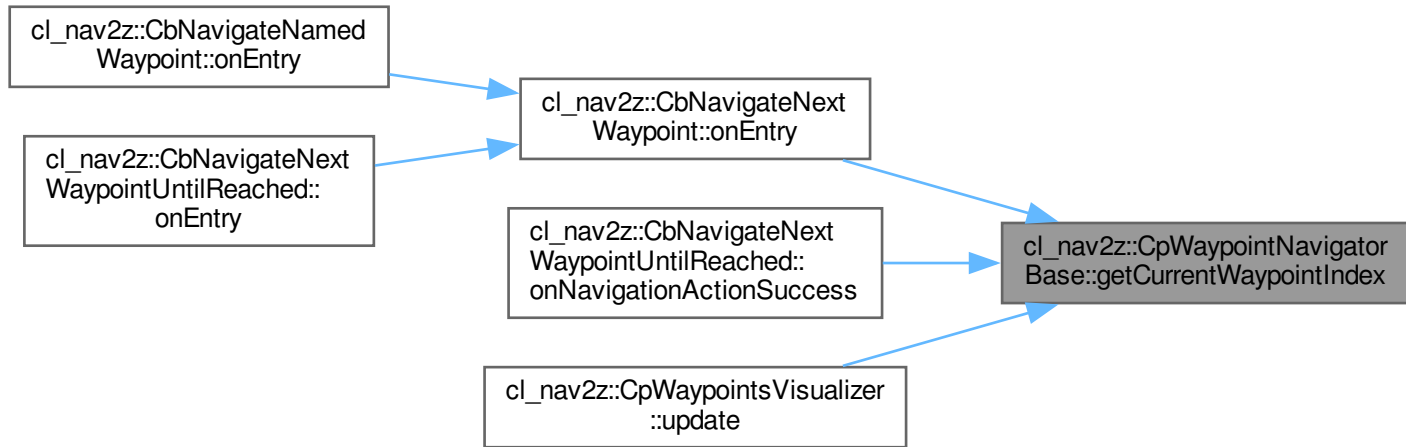 cl_nav2z::CbNavigateNamed
Waypoint::onEntry
cl_nav2z::CbNavigateNext
WaypointUntilReached::
onEntry
cl_nav2z::CbNavigateNext
Waypoint::onEntry
cl_nav2z::CbNavigateNext
WaypointUntilReached::
onNavigationActionSuccess
cl_nav2z::CpWaypointsVisualizer
::update
cl_nav2z::CpWaypointNavigator
Base::getCurrentWaypointIndex